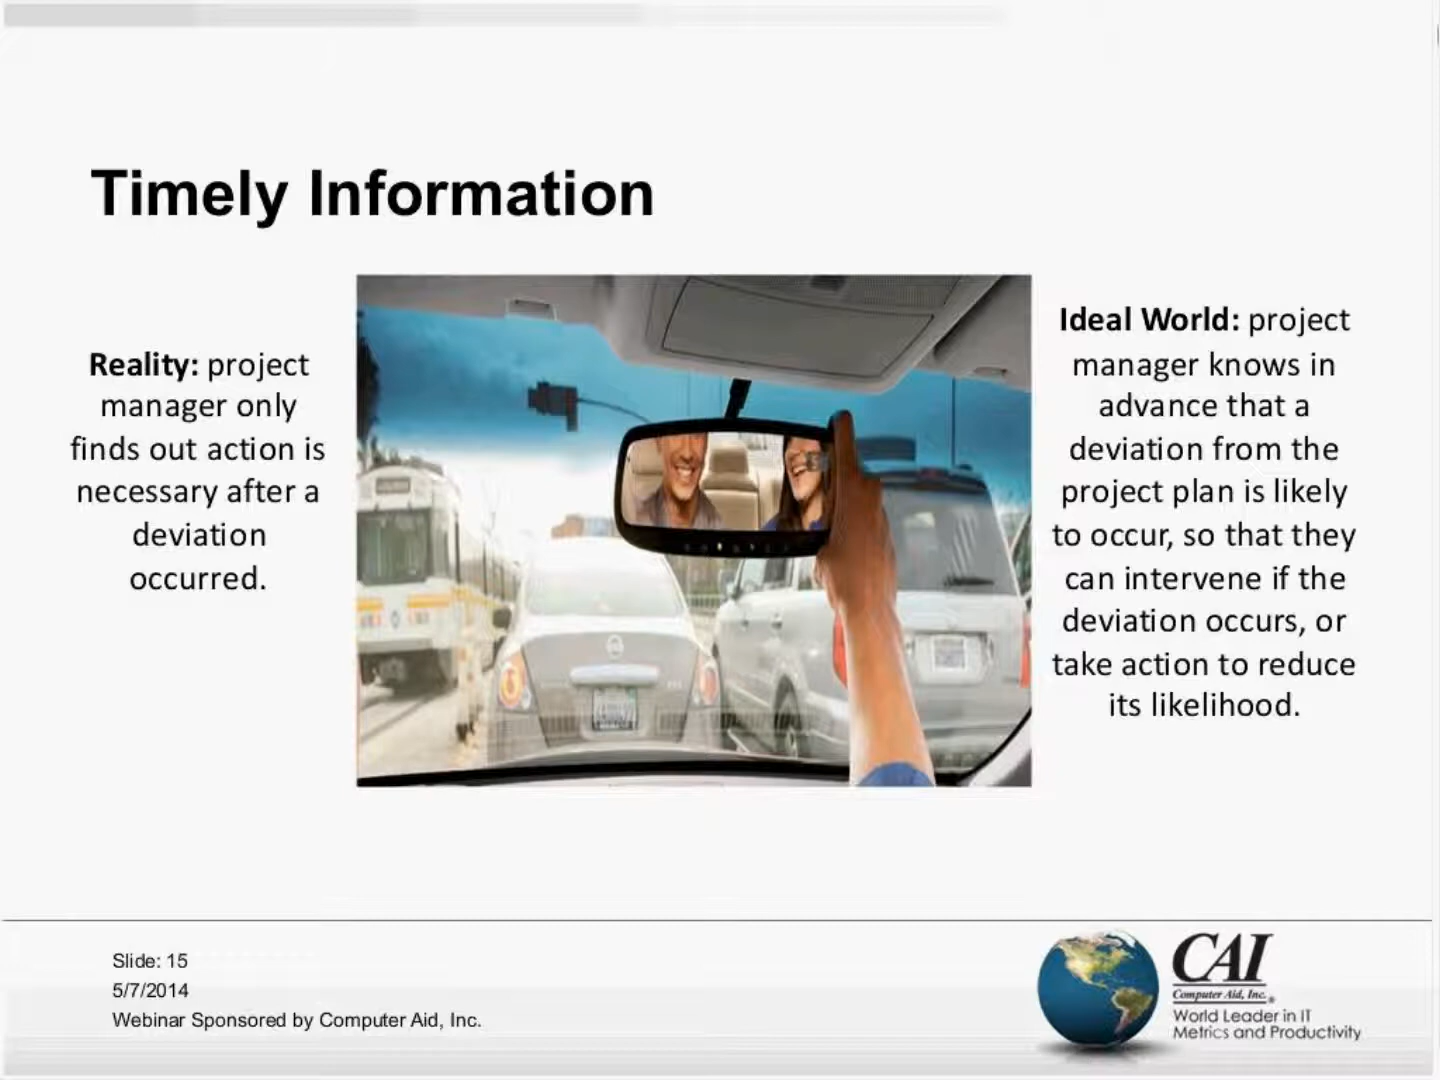 Timely Information
Reality: project
manager only
finds out action is
necessary after a
deviation
occurred.
Ideal World: project
manager knows in
advance that a
deviation from the
project plan is likely
to occur, so that they
can intervene if the
deviation occurs, or
take action to reduce
its likelihood.
Slide: 15
5/7/2014
Webinar Sponsored by Computer Aid, Inc.
CAI
Computer Aid, Inc.®
World Leader in IT
Metrics and Productivity